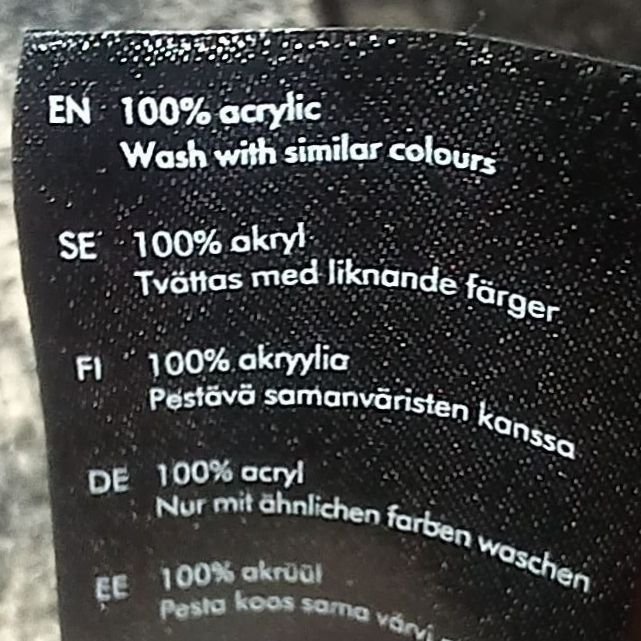 EN 100% acrylic
Wash with similar colours
SE 100% akryl
Tvättas med liknande färger
FI 100% akryylia
Pestävä samanväristen kanssa
DE 100% acryl
Nur mit ähnlichen farben waschen
EE 100% akrüül
Pesta koos sama värvi